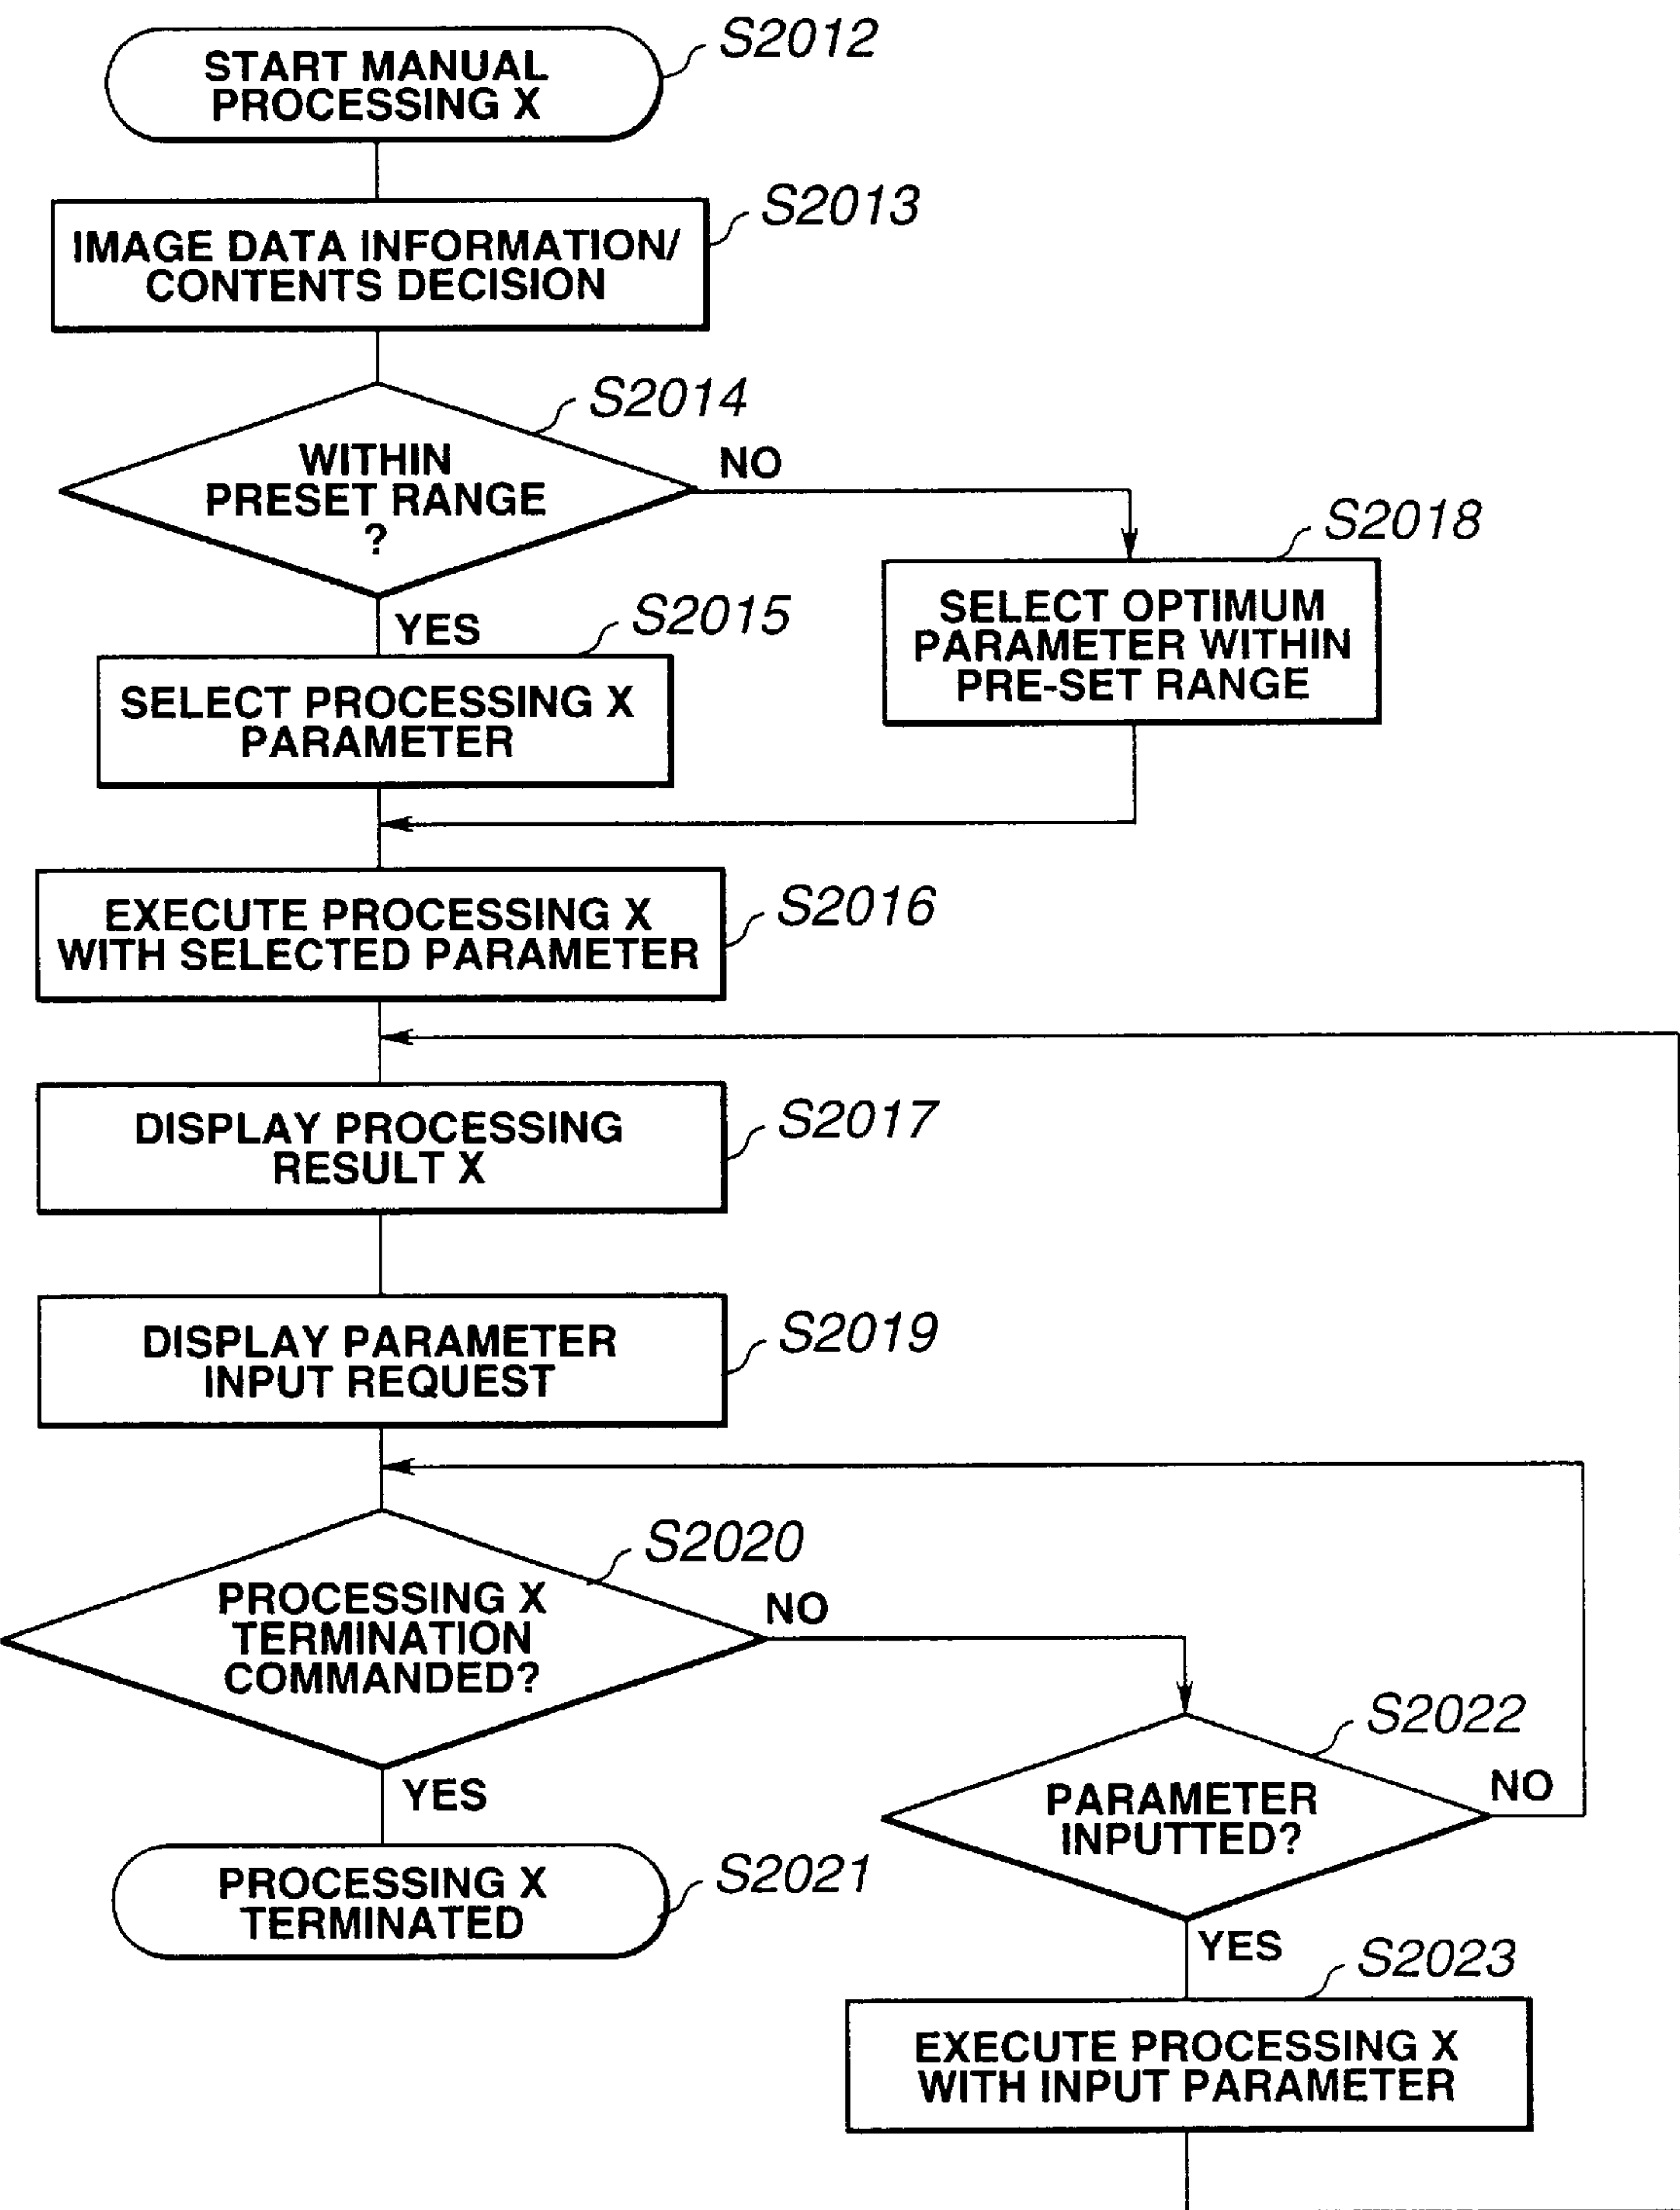 START MANUAL
PROCESSING X
S2012
IMAGE DATA INFORMATION/
CONTENTS DECISION
S2013
WITHIN
PRESET RANGE
?
S2014
NO
YES
SELECT OPTIMUM
PARAMETER WITHIN
PRE-SET RANGE
S2018
SELECT PROCESSING X
PARAMETER
S2015
EXECUTE PROCESSING X
WITH SELECTED PARAMETER
S2016
DISPLAY PROCESSING
RESULT X
S2017
DISPLAY PARAMETER
INPUT REQUEST
S2019
PROCESSING X
TERMINATION
COMMANDED?
S2020
NO
YES
PROCESSING X
TERMINATED
S2021
PARAMETER
INPUTTED?
S2022
NO
YES
EXECUTE PROCESSING X
WITH INPUT PARAMETER
S2023